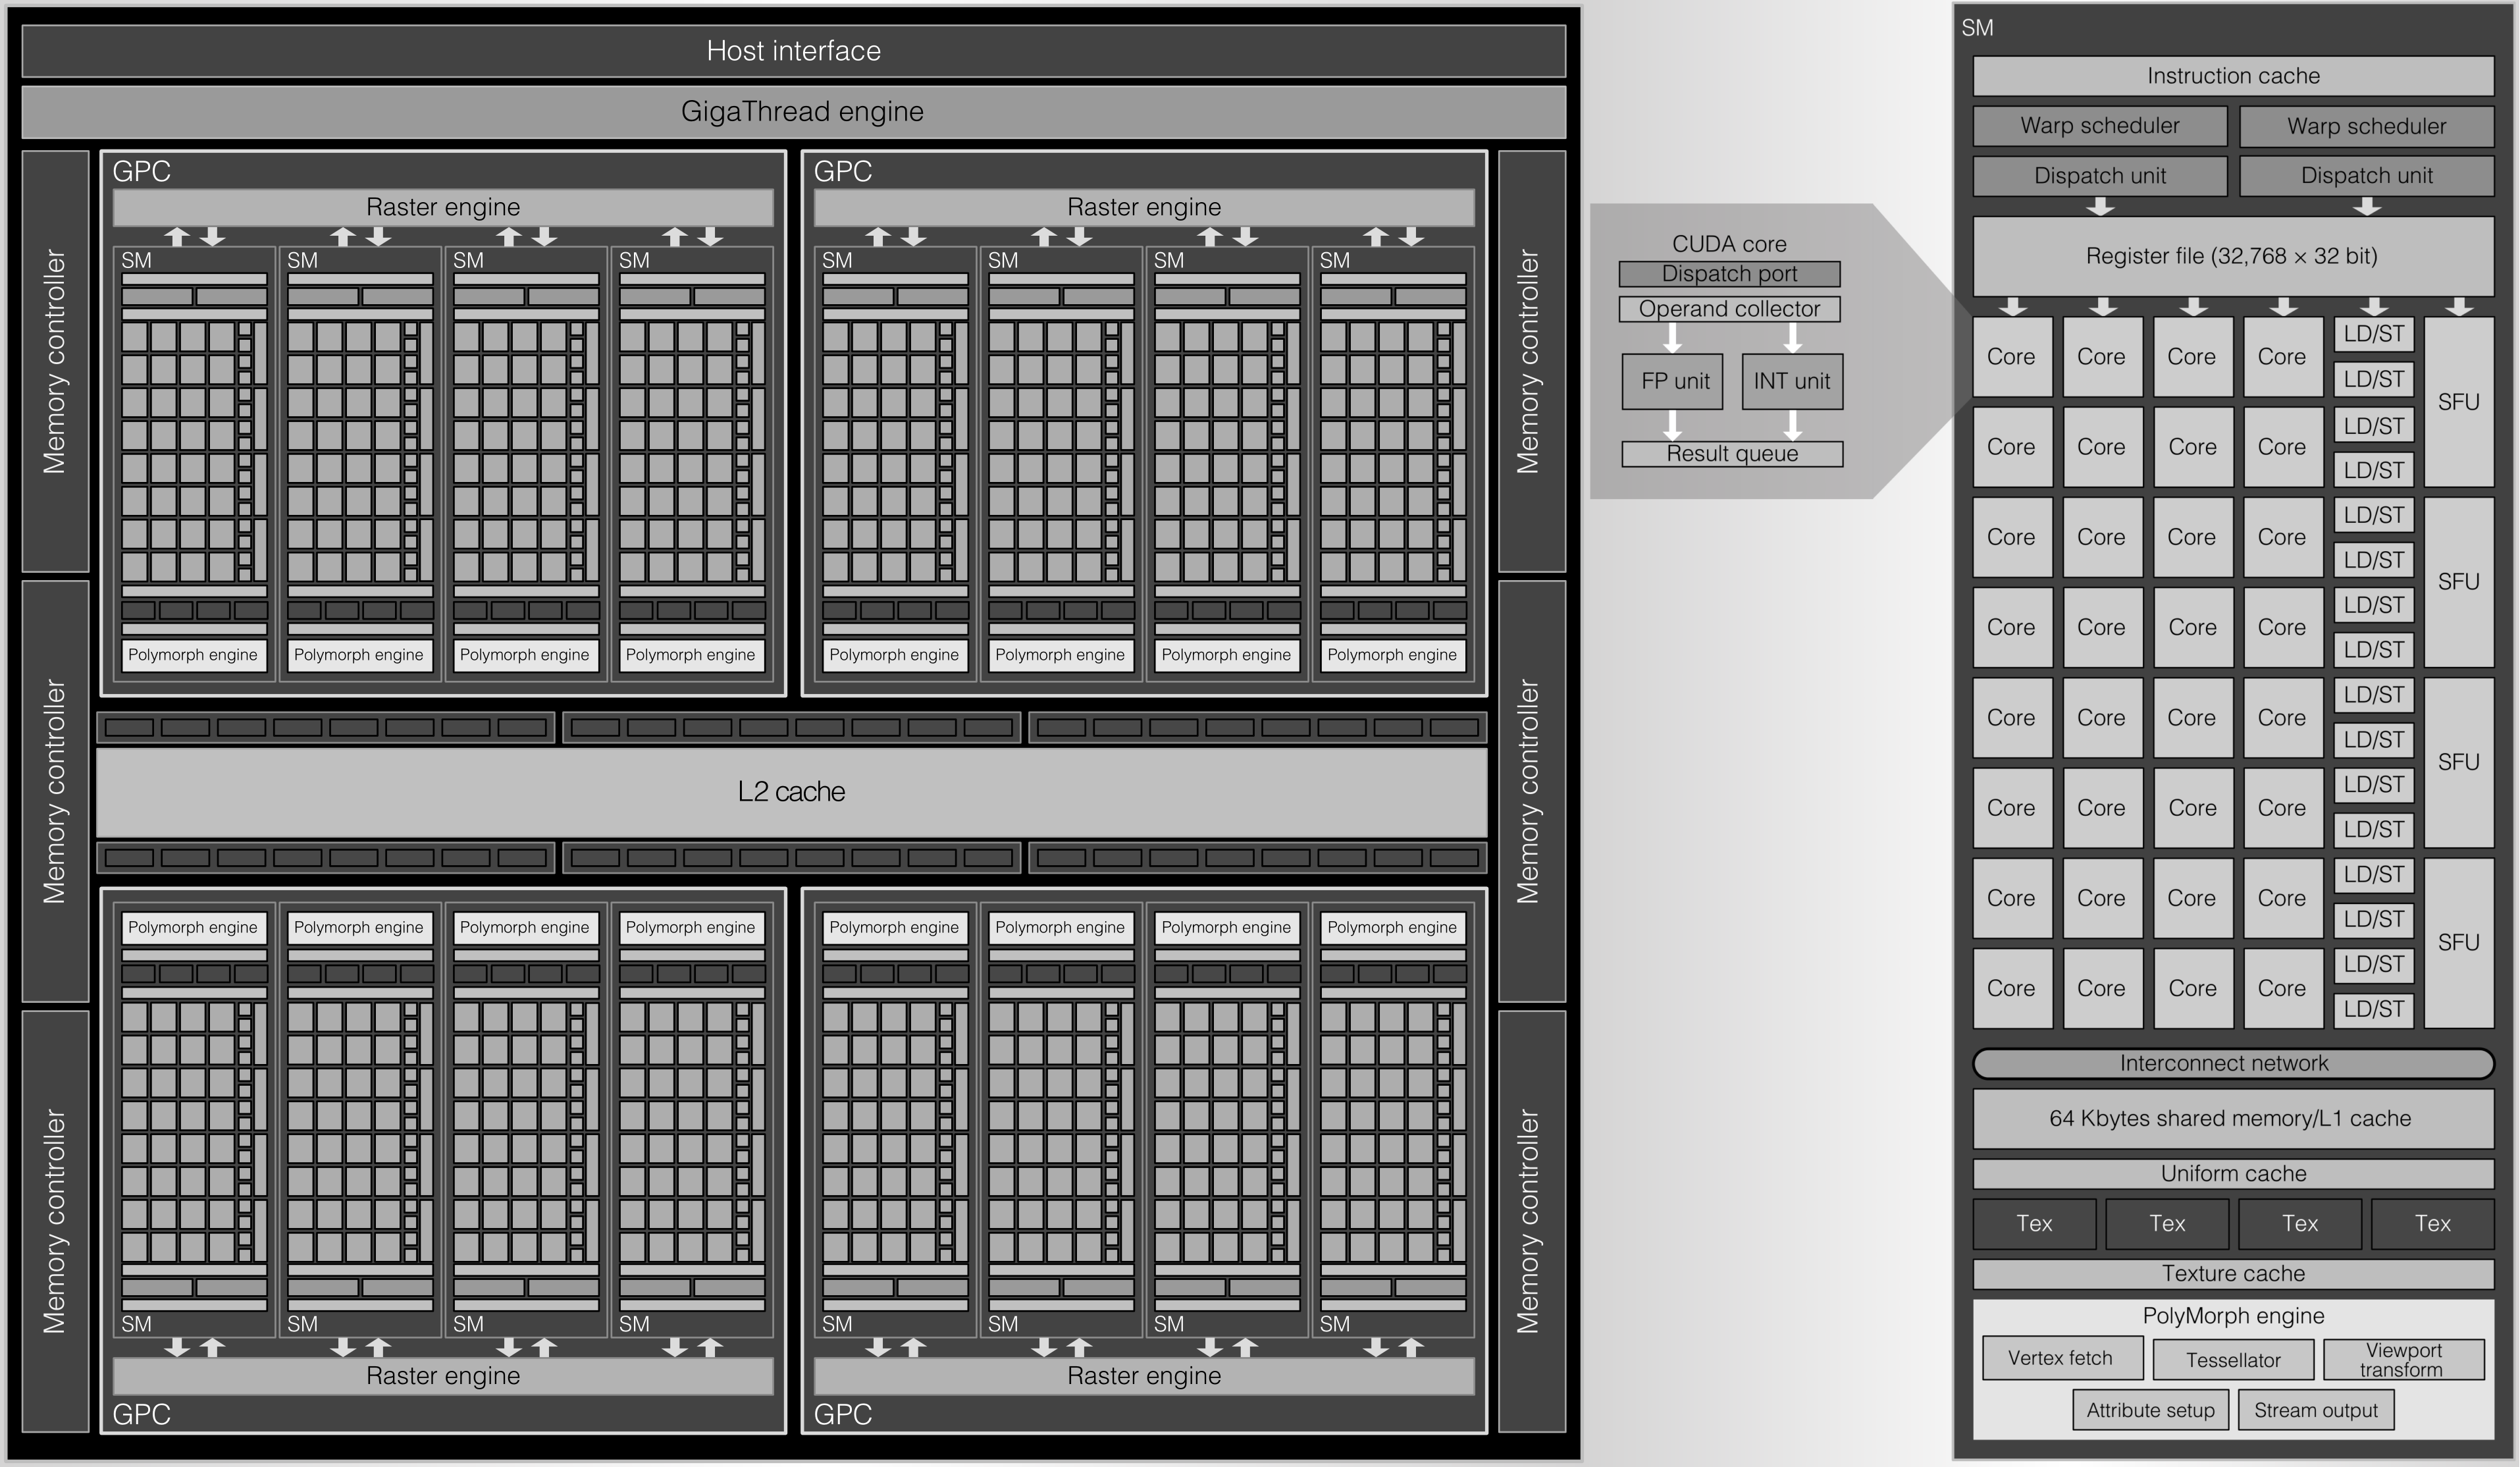 Host interface
GigaThread engine
Memory controller
Memory controller
Memory controller
GPC
Raster engine
SM SM SM SM
Polymorph engine Polymorph engine Polymorph engine Polymorph engine
GPC
Raster engine
SM SM SM SM
Polymorph engine Polymorph engine Polymorph engine Polymorph engine
L2 cache
Polymorph engine Polymorph engine Polymorph engine Polymorph engine
SM SM SM SM
Raster engine
GPC
Polymorph engine Polymorph engine Polymorph engine Polymorph engine
SM SM SM SM
Raster engine
GPC
Memory controller
Memory controller
Memory controller
CUDA core
Dispatch port
Operand collector
FP unit INT unit
Result queue
SM
Instruction cache
Warp scheduler Warp scheduler
Dispatch unit Dispatch unit
Register file (32,768 × 32 bit)
Core Core Core Core LD/ST
LD/ST
SFU
Core Core Core Core LD/ST
LD/ST
Core Core Core Core LD/ST
LD/ST
SFU
Core Core Core Core LD/ST
LD/ST
Core Core Core Core LD/ST
LD/ST
SFU
Core Core Core Core LD/ST
LD/ST
Core Core Core Core LD/ST
LD/ST
SFU
Core Core Core Core LD/ST
LD/ST
Interconnect network
64 Kbytes shared memory/L1 cache
Uniform cache
Tex Tex Tex Tex
Texture cache
PolyMorph engine
Vertex fetch Tessellator Viewport
transform
Attribute setup Stream output